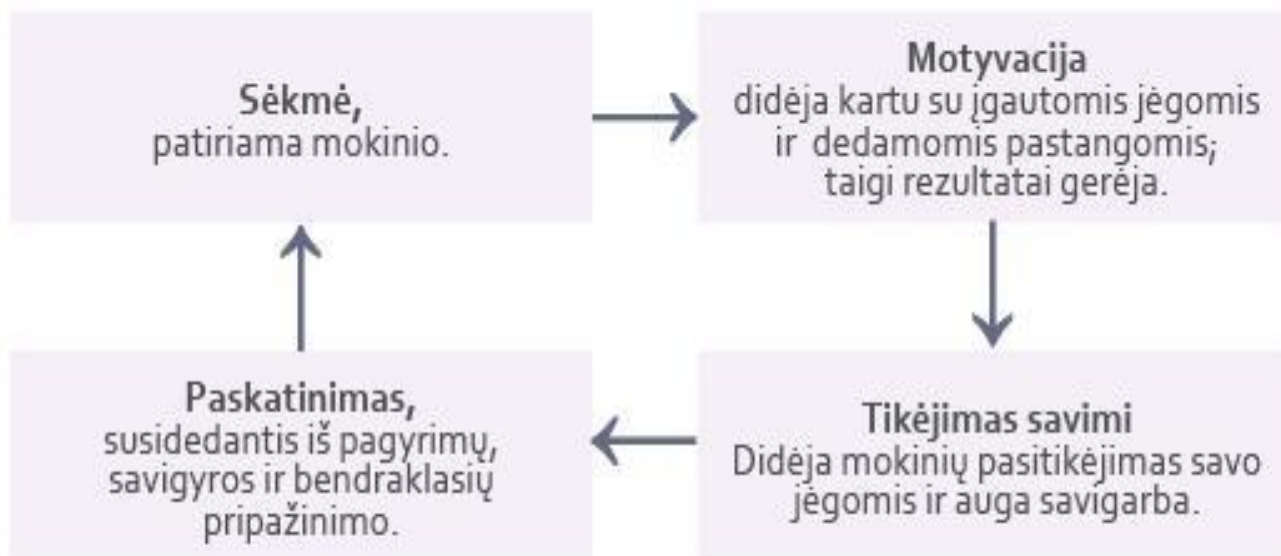 Sėkmė,
patiriama mokinio.
Motyvacija
didėja kartu su įgautomis jėgomis
ir dedamomis pastangomis;
taigi rezultatai gerėja.
Paskatinimas,
susidedantis iš pagyrimų,
savigyros ir bendraklasių
pripažinimo.
Tikėjimas savimi
Didėja mokinių pasitikėjimas savo
jėgomis ir auga savigarba.